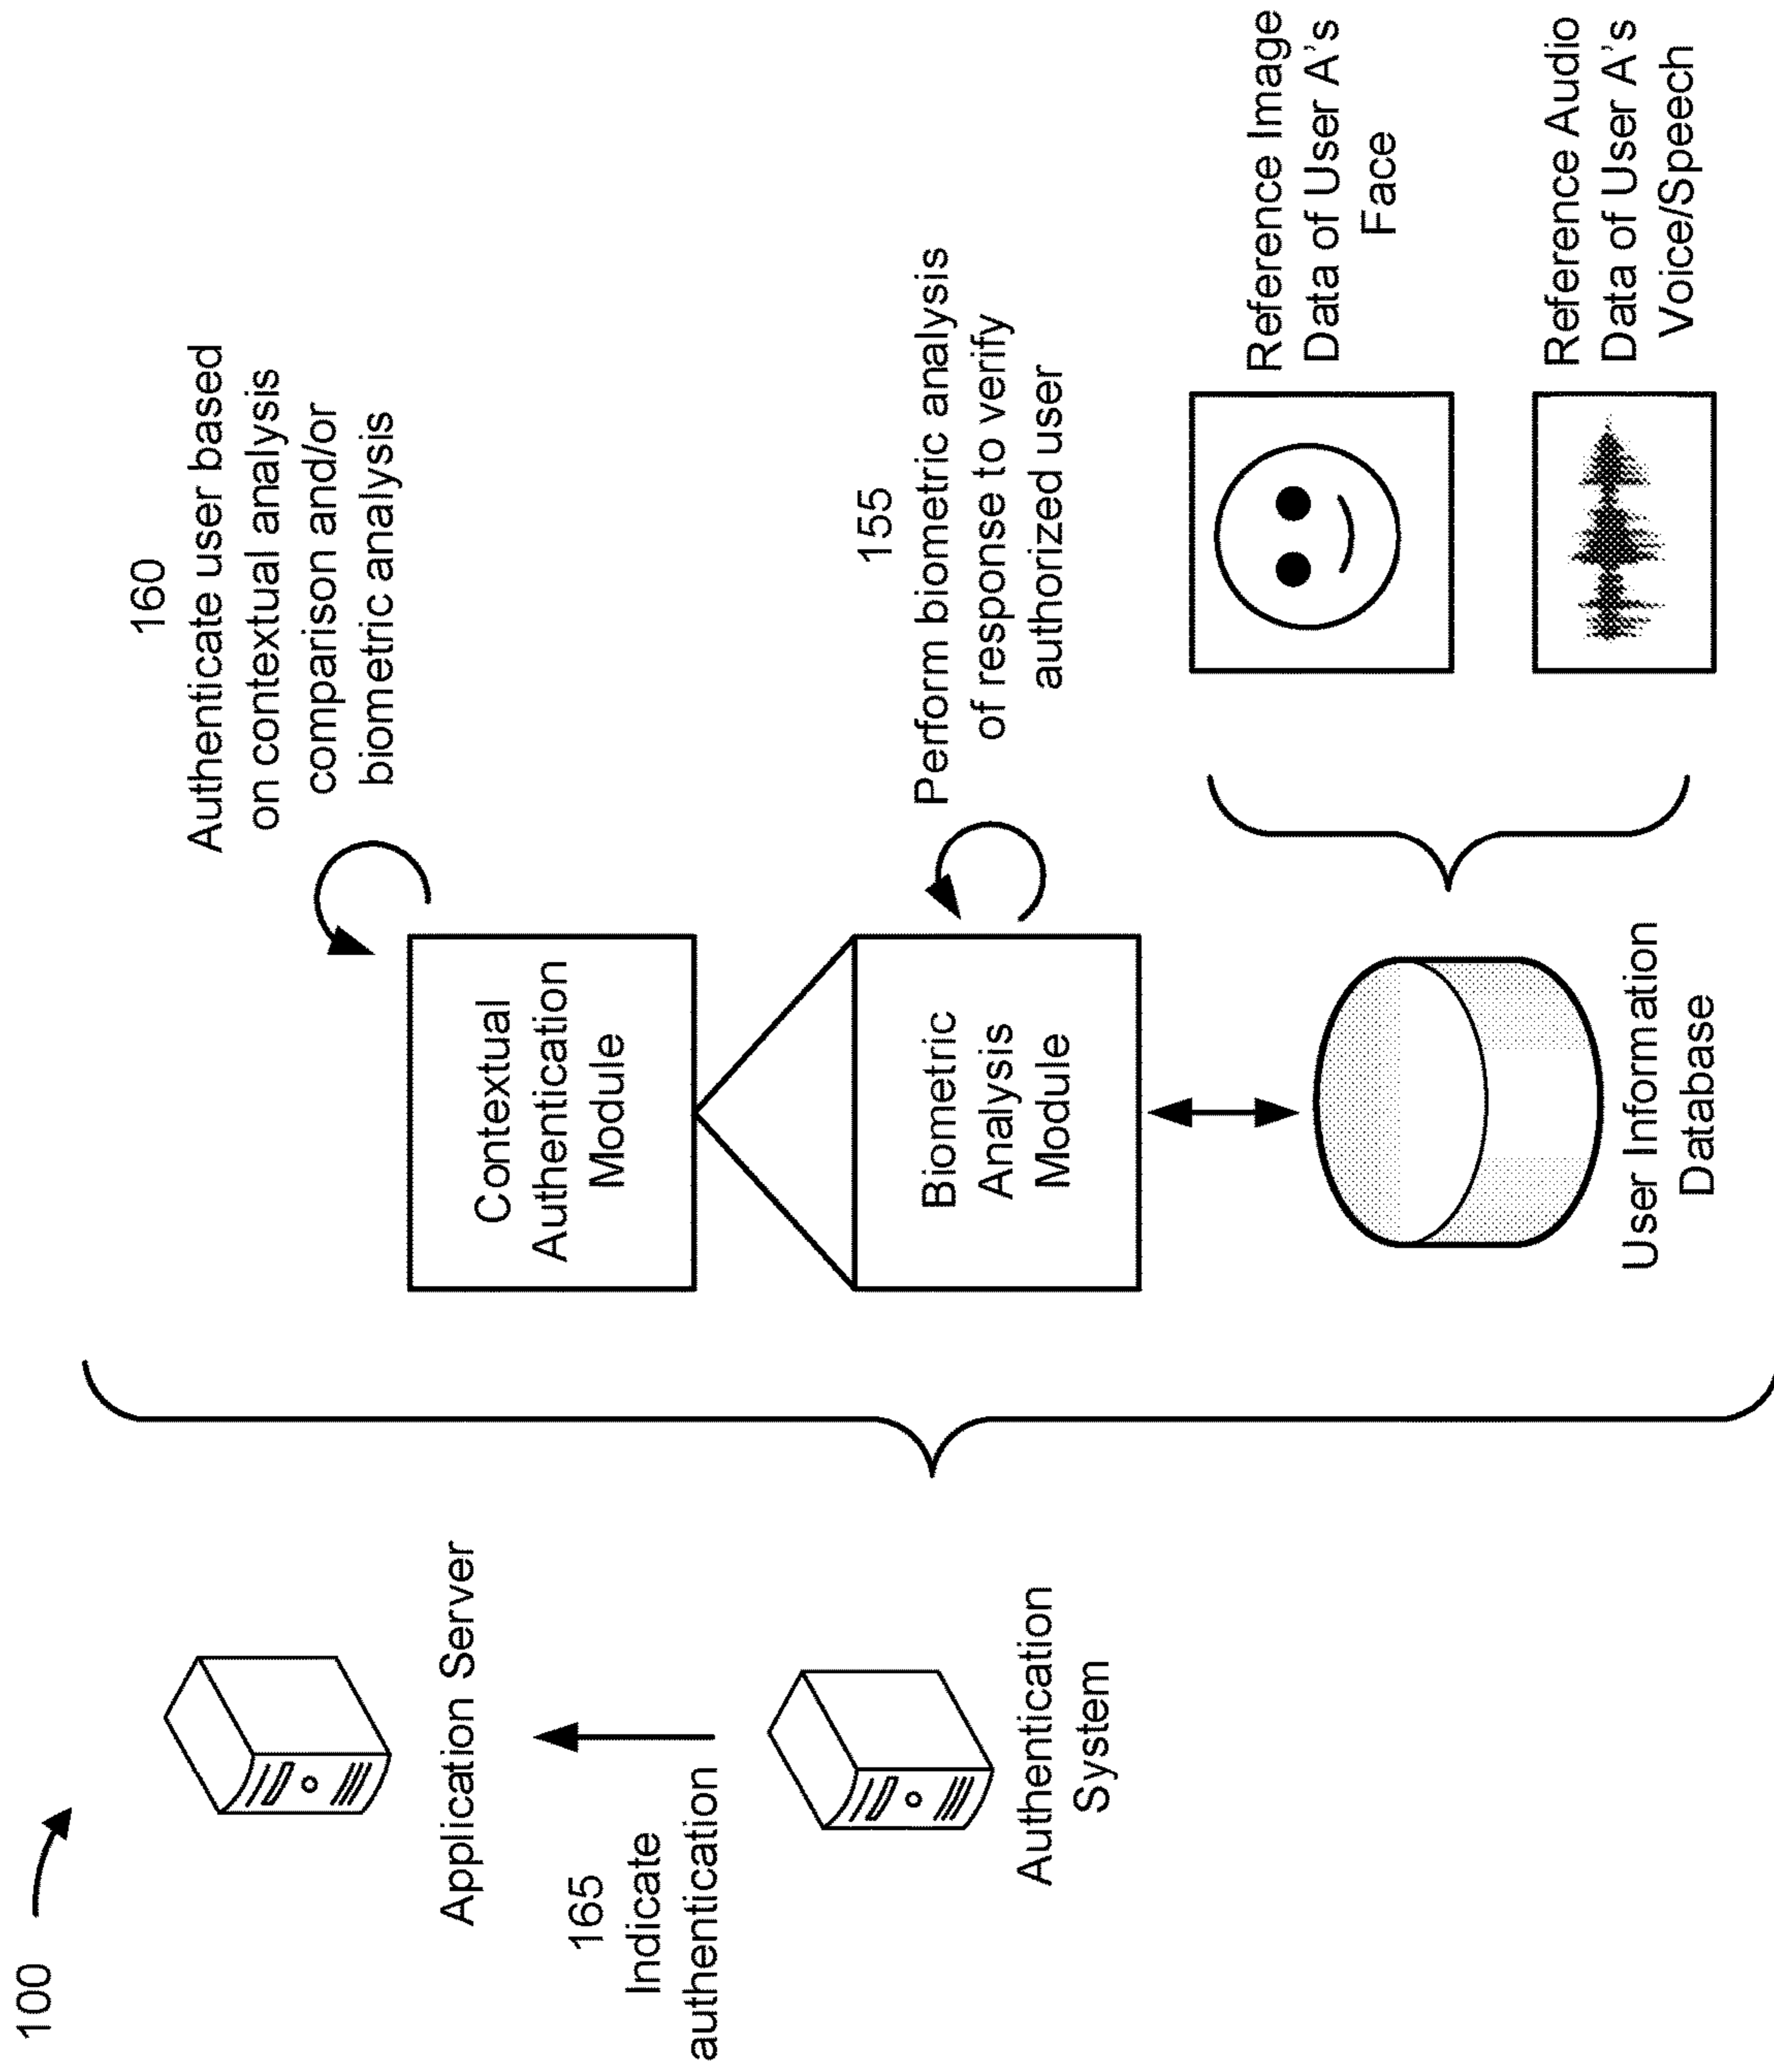 100
Application Server
165
Indicate
authentication
Authentication
System
160
Authenticate user based
on contextual analysis
comparison and/or
biometric analysis
Contextual
Authentication
Module
155
Perform biometric analysis
of response to verify
authorized user
Biometric
Analysis
Module
User Information
Database
Reference Image
Data of User A's
Face
Reference Audio
Data of User A's
Voice/Speech